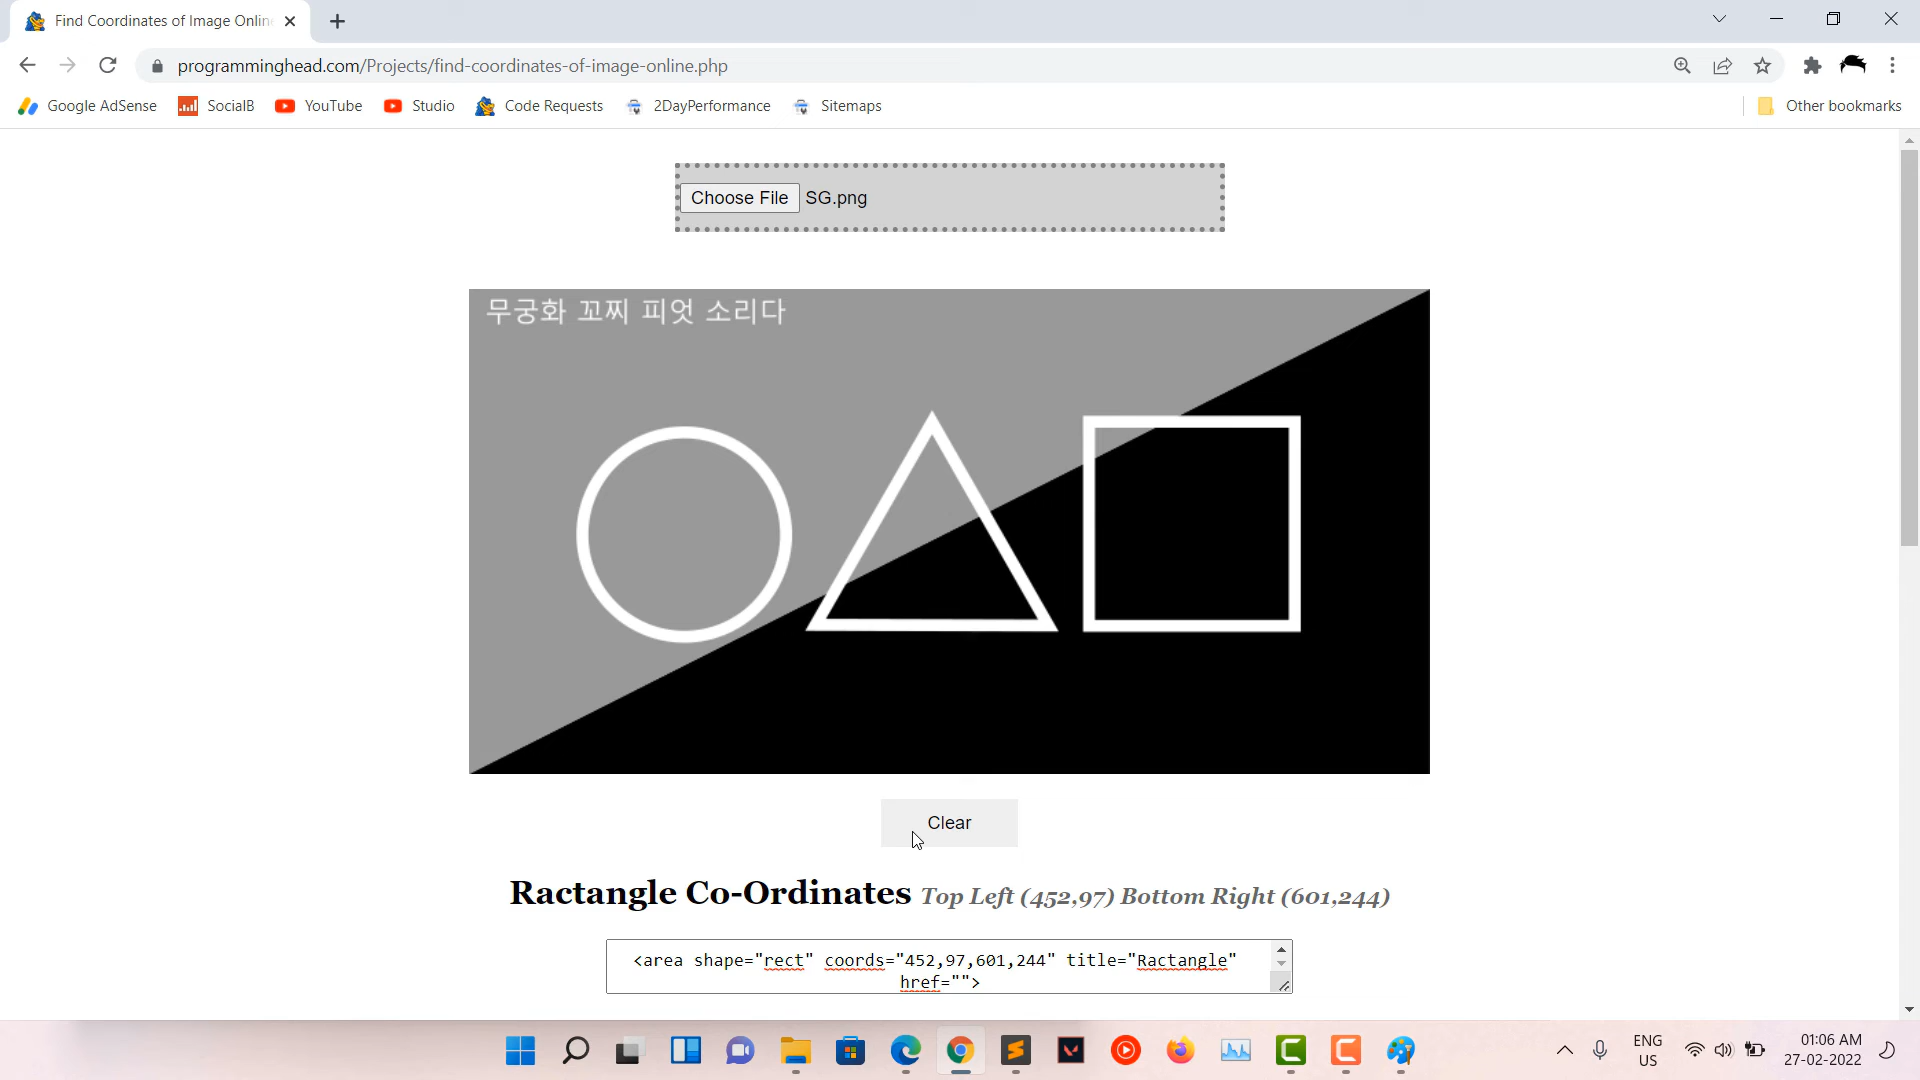 Find Coordinates of Image Onlin
programminghead.com/Projects/find-coordinates-of-image-online.php
Google AdSense SocialB YouTube Studio Code Requests 2DayPerformance Sitemaps Other bookmarks
Choose File SG.png
무궁화 꼬찌 피엇 소리다
Clear
Ractangle Co-Ordinates Top Left (452,97) Bottom Right (601,244)
<area shape="rect" coords="452,97,601,244" title="Ractangle"
href="">
ENG
US
01:06 AM
27-02-2022